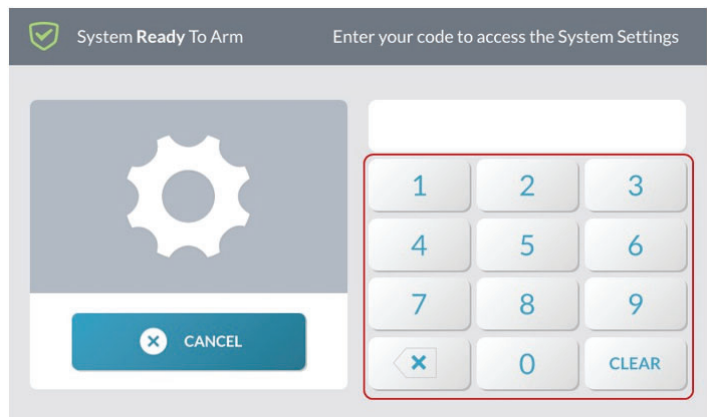 System Ready To Arm
Enter your code to access the System Settings
1 2 3
4 5 6
CANCEL
7 8 9
0 CLEAR